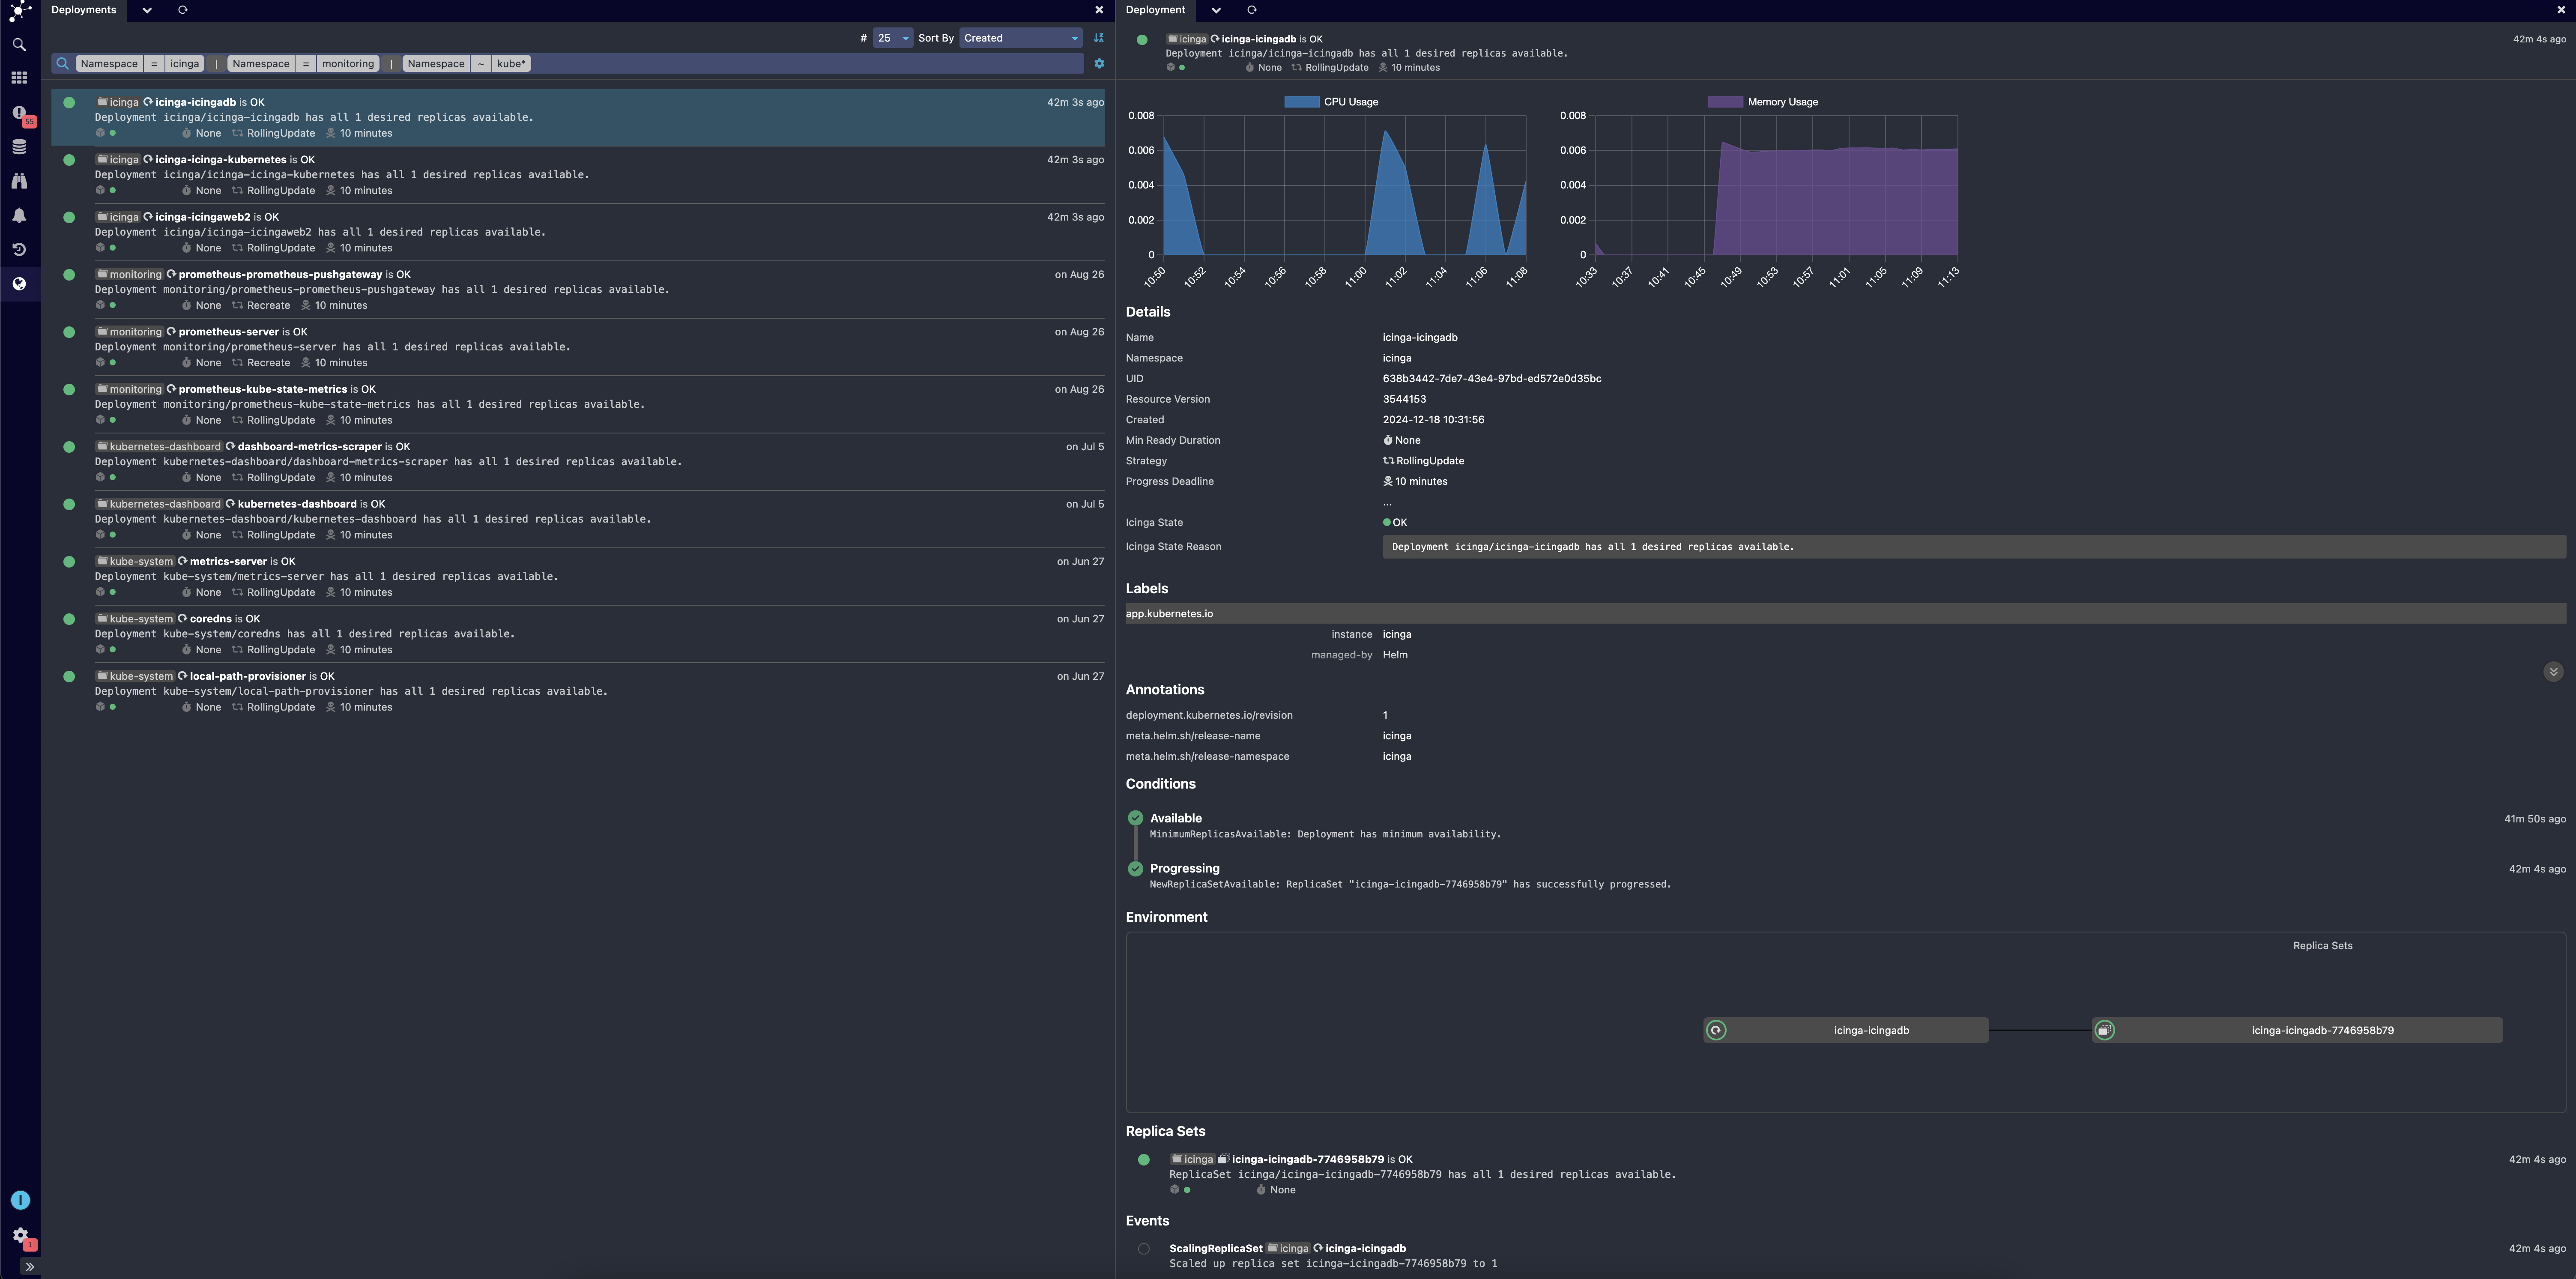 Deployments
# 25 Sort By Created
Namespace = icinga | Namespace = monitoring | Namespace ~ kube*
icinga icinga-icingadb is OK 42m 3s ago
Deployment icinga/icinga-icingadb has all 1 desired replicas available.
None RollingUpdate 10 minutes
icinga icinga-icinga-kubernetes is OK 42m 3s ago
Deployment icinga/icinga-icinga-kubernetes has all 1 desired replicas available.
None RollingUpdate 10 minutes
icinga icinga-icingaweb2 is OK 42m 3s ago
Deployment icinga/icinga-icingaweb2 has all 1 desired replicas available.
None RollingUpdate 10 minutes
monitoring prometheus-prometheus-pushgateway is OK on Aug 26
Deployment monitoring/prometheus-prometheus-pushgateway has all 1 desired replicas available.
None Recreate 10 minutes
monitoring prometheus-server is OK on Aug 26
Deployment monitoring/prometheus-server has all 1 desired replicas available.
None Recreate 10 minutes
monitoring prometheus-kube-state-metrics is OK on Aug 26
Deployment monitoring/prometheus-kube-state-metrics has all 1 desired replicas available.
None RollingUpdate 10 minutes
kubernetes-dashboard dashboard-metrics-scraper is OK on Jul 5
Deployment kubernetes-dashboard/dashboard-metrics-scraper has all 1 desired replicas available.
None RollingUpdate 10 minutes
kubernetes-dashboard kubernetes-dashboard is OK on Jul 5
Deployment kubernetes-dashboard/kubernetes-dashboard has all 1 desired replicas available.
None RollingUpdate 10 minutes
kube-system metrics-server is OK on Jun 27
Deployment kube-system/metrics-server has all 1 desired replicas available.
None RollingUpdate 10 minutes
kube-system coredns is OK on Jun 27
Deployment kube-system/coredns has all 1 desired replicas available.
None RollingUpdate 10 minutes
kube-system local-path-provisioner is OK on Jun 27
Deployment kube-system/local-path-provisioner has all 1 desired replicas available.
None RollingUpdate 10 minutes
55
I
1
Deployment
icinga icinga-icingadb is OK 42m 4s ago
Deployment icinga/icinga-icingadb has all 1 desired replicas available.
None RollingUpdate 10 minutes
CPU Usage
0.008
0.006
0.004
0.002
0
10:50 10:52 10:54 10:56 10:58 11:00 11:02 11:04 11:06 11:08
Memory Usage
0.008
0.006
0.004
0.002
0
10:33 10:37 10:41 10:45 10:49 10:53 10:57 11:01 11:05 11:09 11:13
Details
Name icinga-icingadb
Namespace icinga
UID 638b3442-7de7-43e4-97bd-ed572e0d35bc
Resource Version 3544153
Created 2024-12-18 10:31:56
Min Ready Duration None
Strategy RollingUpdate
Progress Deadline 10 minutes
...
Icinga State OK
Icinga State Reason Deployment icinga/icinga-icingadb has all 1 desired replicas available.
Labels
app.kubernetes.io
instance icinga
managed-by Helm
Annotations
deployment.kubernetes.io/revision 1
meta.helm.sh/release-name icinga
meta.helm.sh/release-namespace icinga
Conditions
Available 41m 50s ago
MinimumReplicasAvailable: Deployment has minimum availability.
Progressing 42m 4s ago
NewReplicaSetAvailable: ReplicaSet "icinga-icingadb-7746958b79" has successfully progressed.
Environment
Replica Sets
icinga-icingadb icinga-icingadb-7746958b79
Replica Sets
icinga icinga-icingadb-7746958b79 is OK 42m 4s ago
ReplicaSet icinga/icinga-icingadb-7746958b79 has all 1 desired replicas available.
None
Events
ScalingReplicaSet icinga icinga-icingadb 42m 4s ago
Scaled up replica set icinga-icingadb-7746958b79 to 1